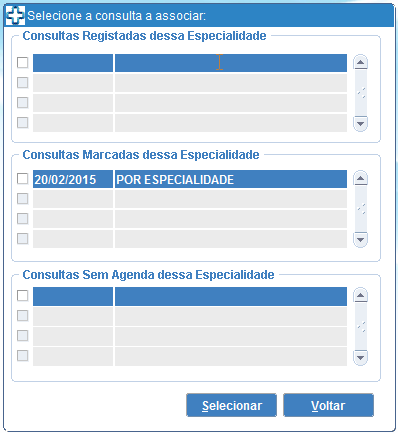 Selecione a consulta a associar:
Consultas Registadas dessa Especialidade
Consultas Marcadas dessa Especialidade
20/02/2015 POR ESPECIALIDADE
Consultas Sem Agenda dessa Especialidade
Selecionar Voltar